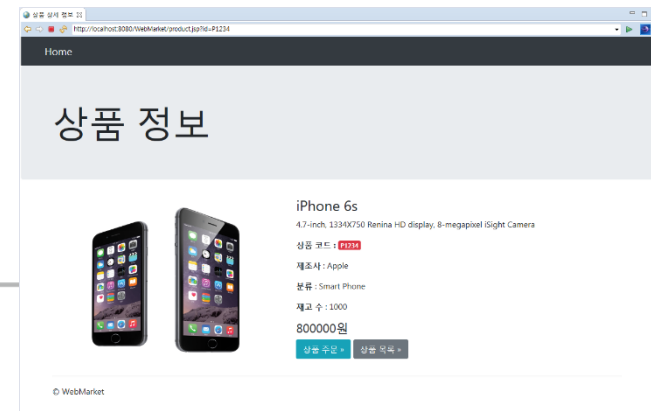 상품 상세 정보
http://localhost:8080/WebMarket/product.jsp?id=P1234
Home
상품 정보
iPhone 6s
4.7-inch, 1334X750 Renina HD display, 8-megapixel iSight Camera
상품 코드 : P1234
제조사 : Apple
분류 : Smart Phone
재고 수 : 1000
800000원
상품 주문 » 상품 목록 »
© WebMarket